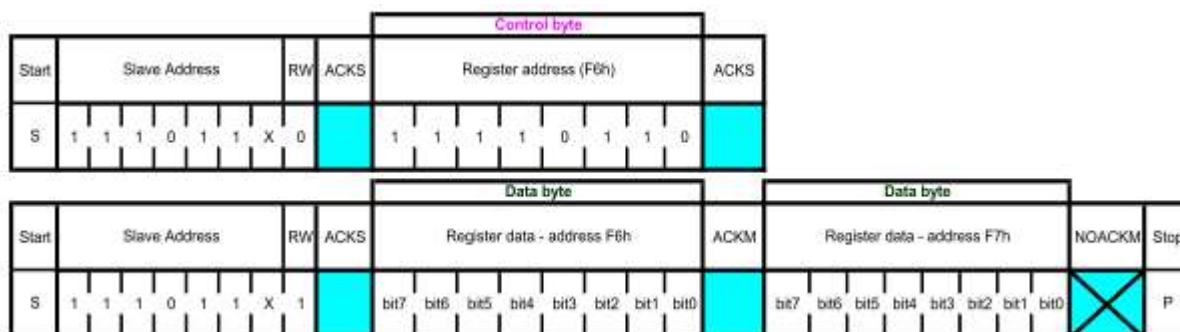 Control byte
Start Slave Address RW ACKS Register address (F6h) ACKS
S 1 1 1 0 1 1 X 0 1 1 1 1 0 1 1 0
Data byte Data byte
Start Slave Address RW ACKS Register data - address F6h ACKM Register data - address F7h NOACKM Stop
S 1 1 1 0 1 1 X 1 bit7 bit6 bit5 bit4 bit3 bit2 bit1 bit0 bit7 bit6 bit5 bit4 bit3 bit2 bit1 bit0 P